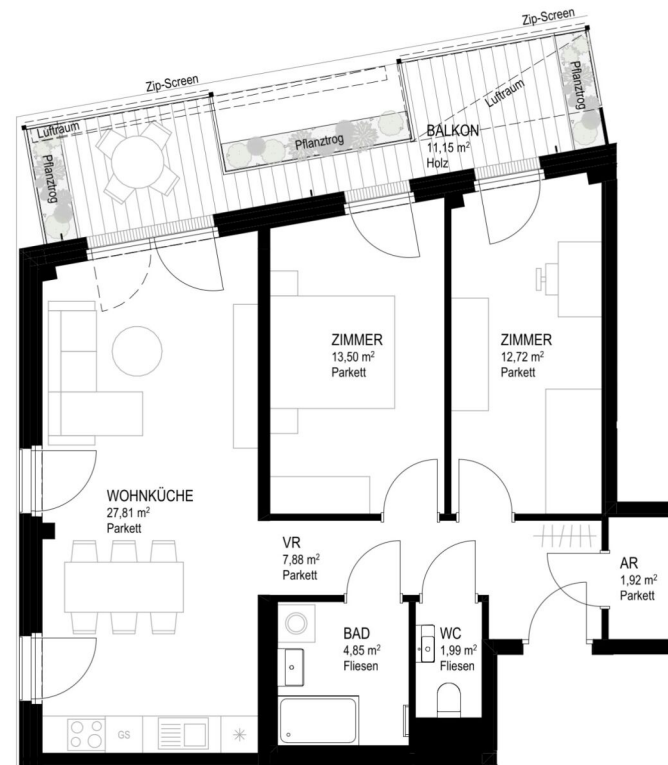 Zip-Screen
Zip-Screen
Luftraum
Pflanztrog
Pflanztrog
Luftraum
Pflanztrog
BALKON
11,15 m²
Holz
ZIMMER
13,50 m²
Parkett
ZIMMER
12,72 m²
Parkett
WOHNKÜCHE
27,81 m²
Parkett
VR
7,88 m²
Parkett
AR
1,92 m²
Parkett
BAD
4,85 m²
Fliesen
WC
1,99 m²
Fliesen
GS